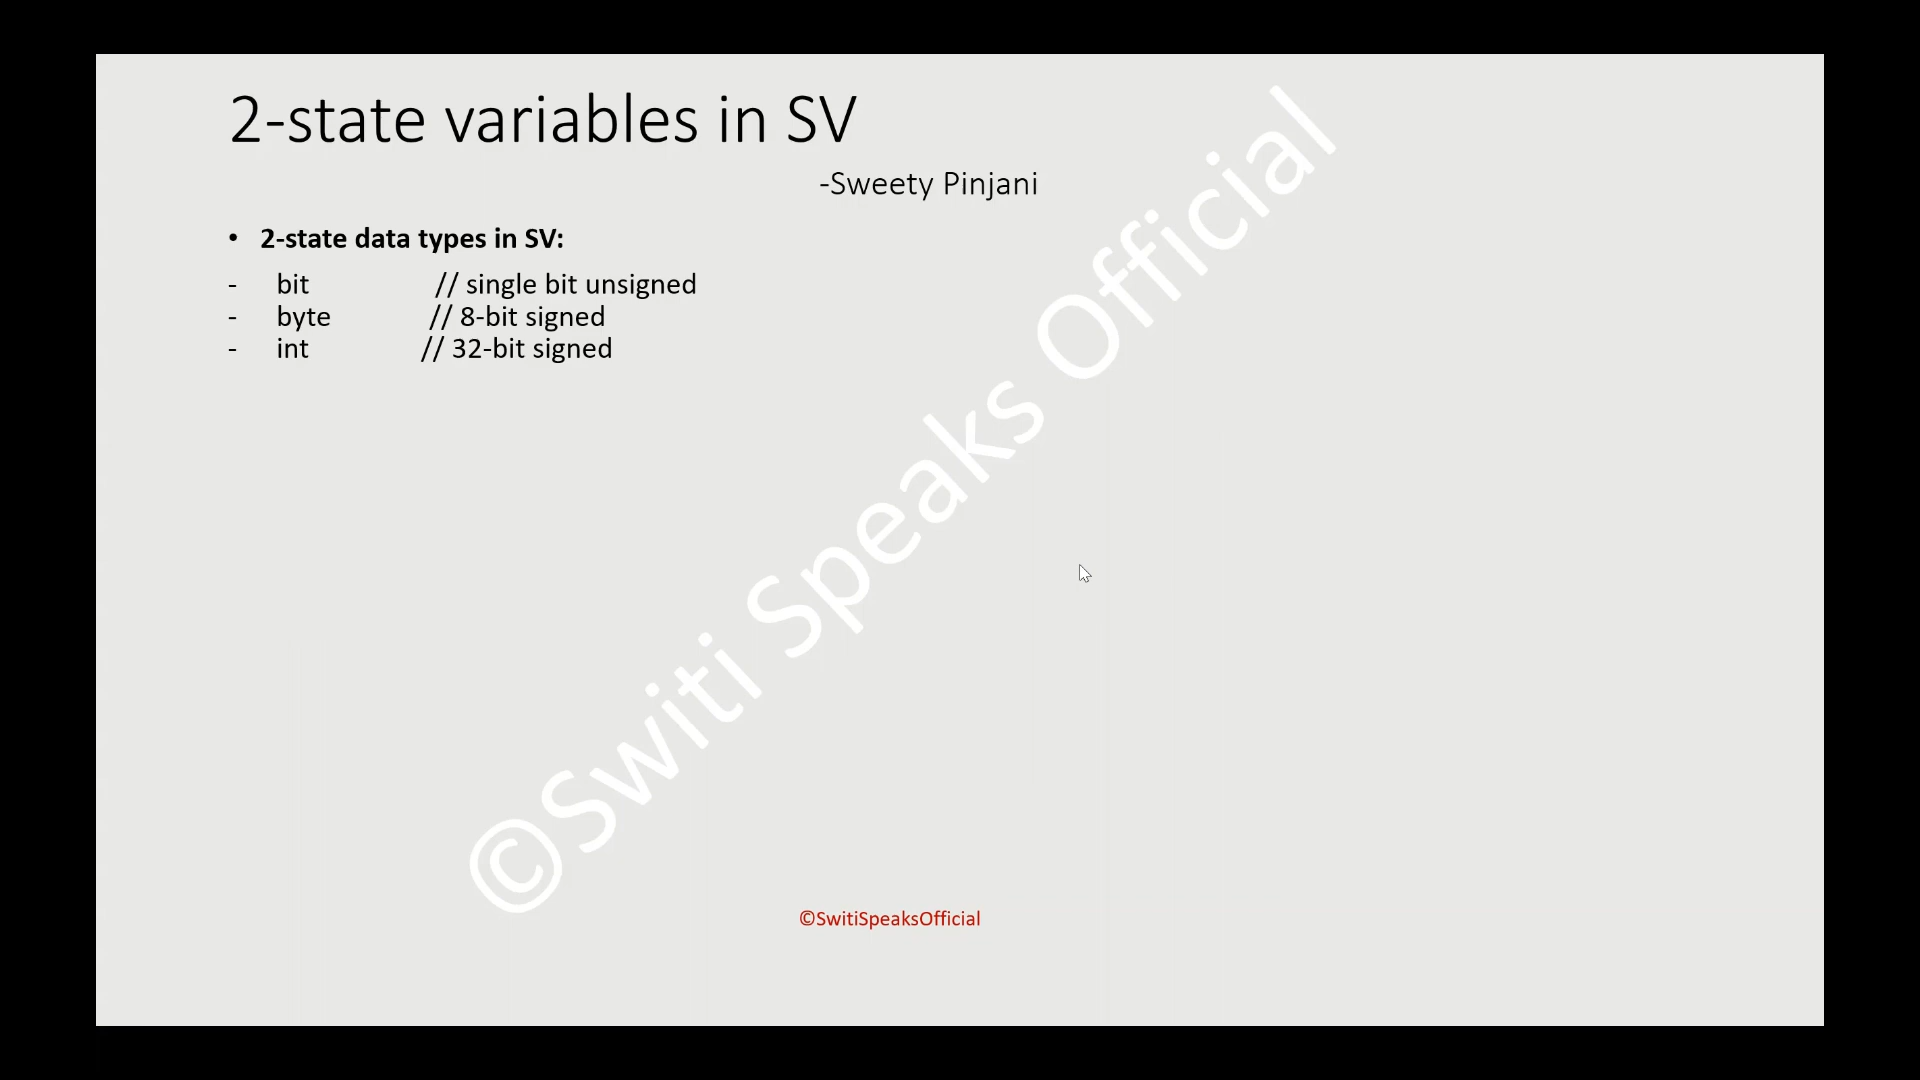 2-state variables in SV
-Sweety Pinjani
• 2-state data types in SV:
- bit // single bit unsigned
- byte // 8-bit signed
- int // 32-bit signed
©Switi Speaks Official
©SwitiSpeaksOfficial